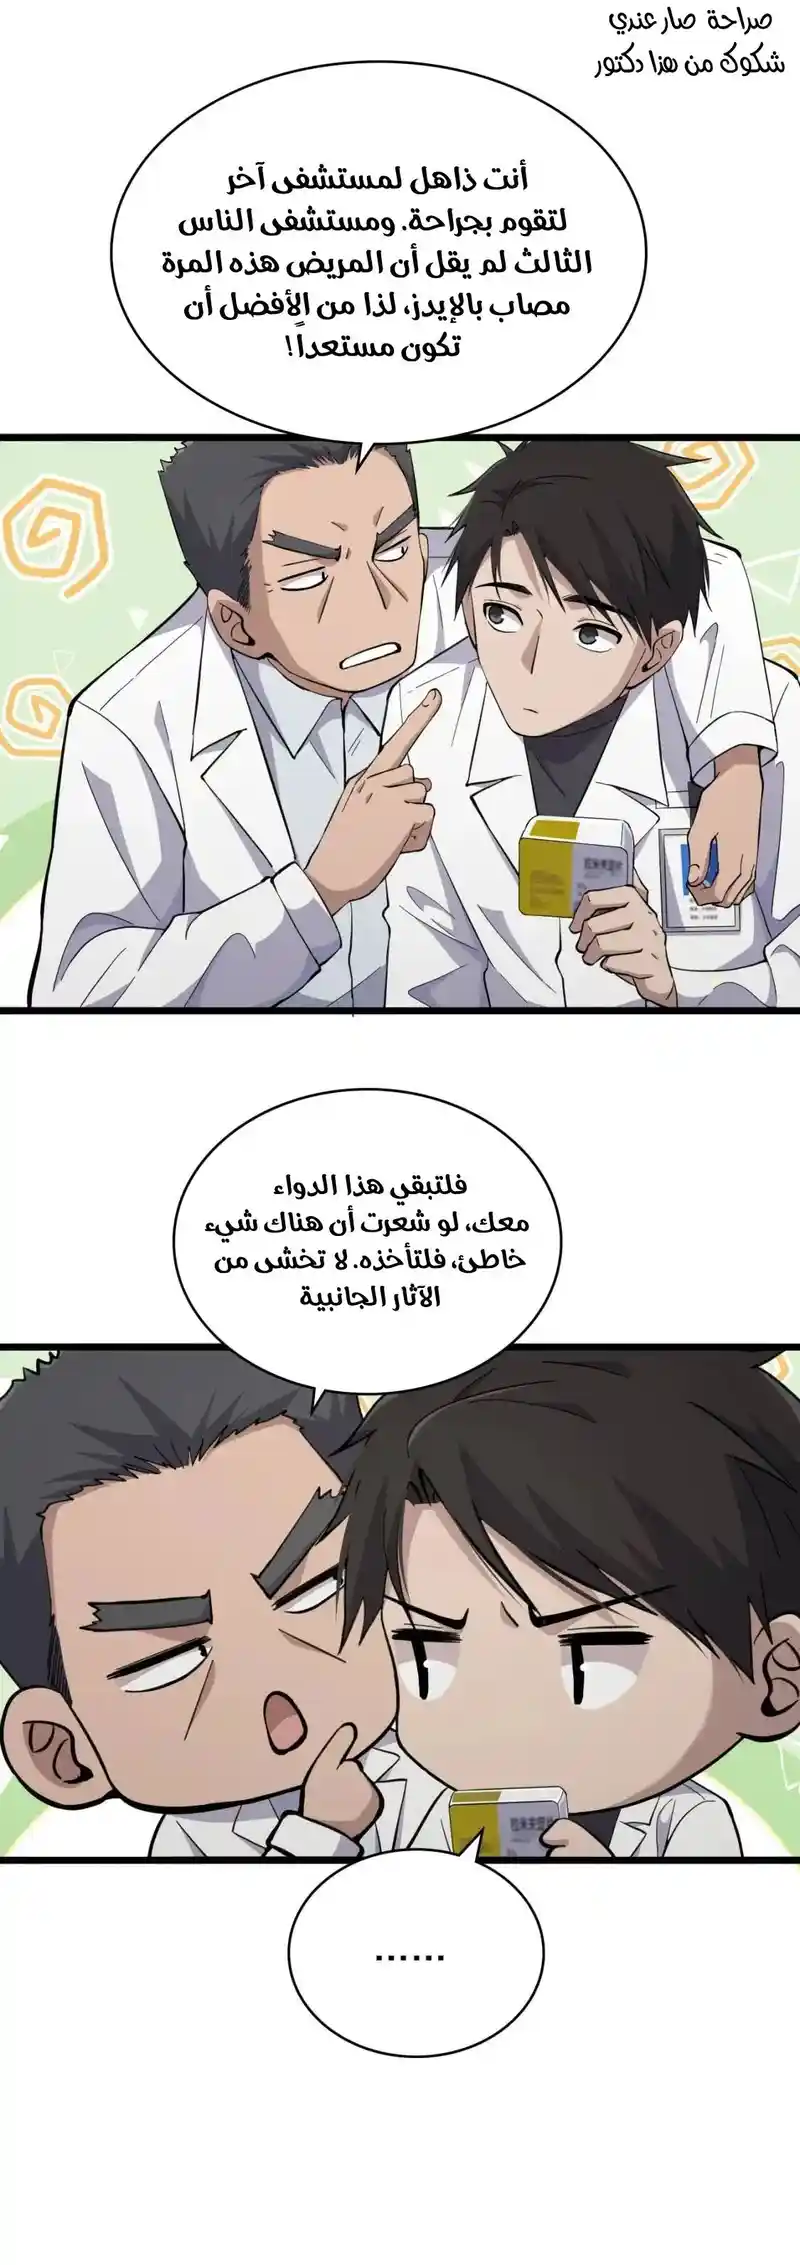 صراحة صار عندي
شكوك من هزا دكتور
أنت ذاهل لمستشفى آخر
لتقوم بجراحة. ومستشفى الناس
الثالث لم يقل أن المريض هذه المرة
مصاب بالإيدز، لذا من الأفضل أن
تكون مستعداً!
فلتبقي هذا الدواء
معك، لو شعرت أن هناك شيء
خاطئ، فلتأخذه. لا تخشى من
الآثار الجانبية
......